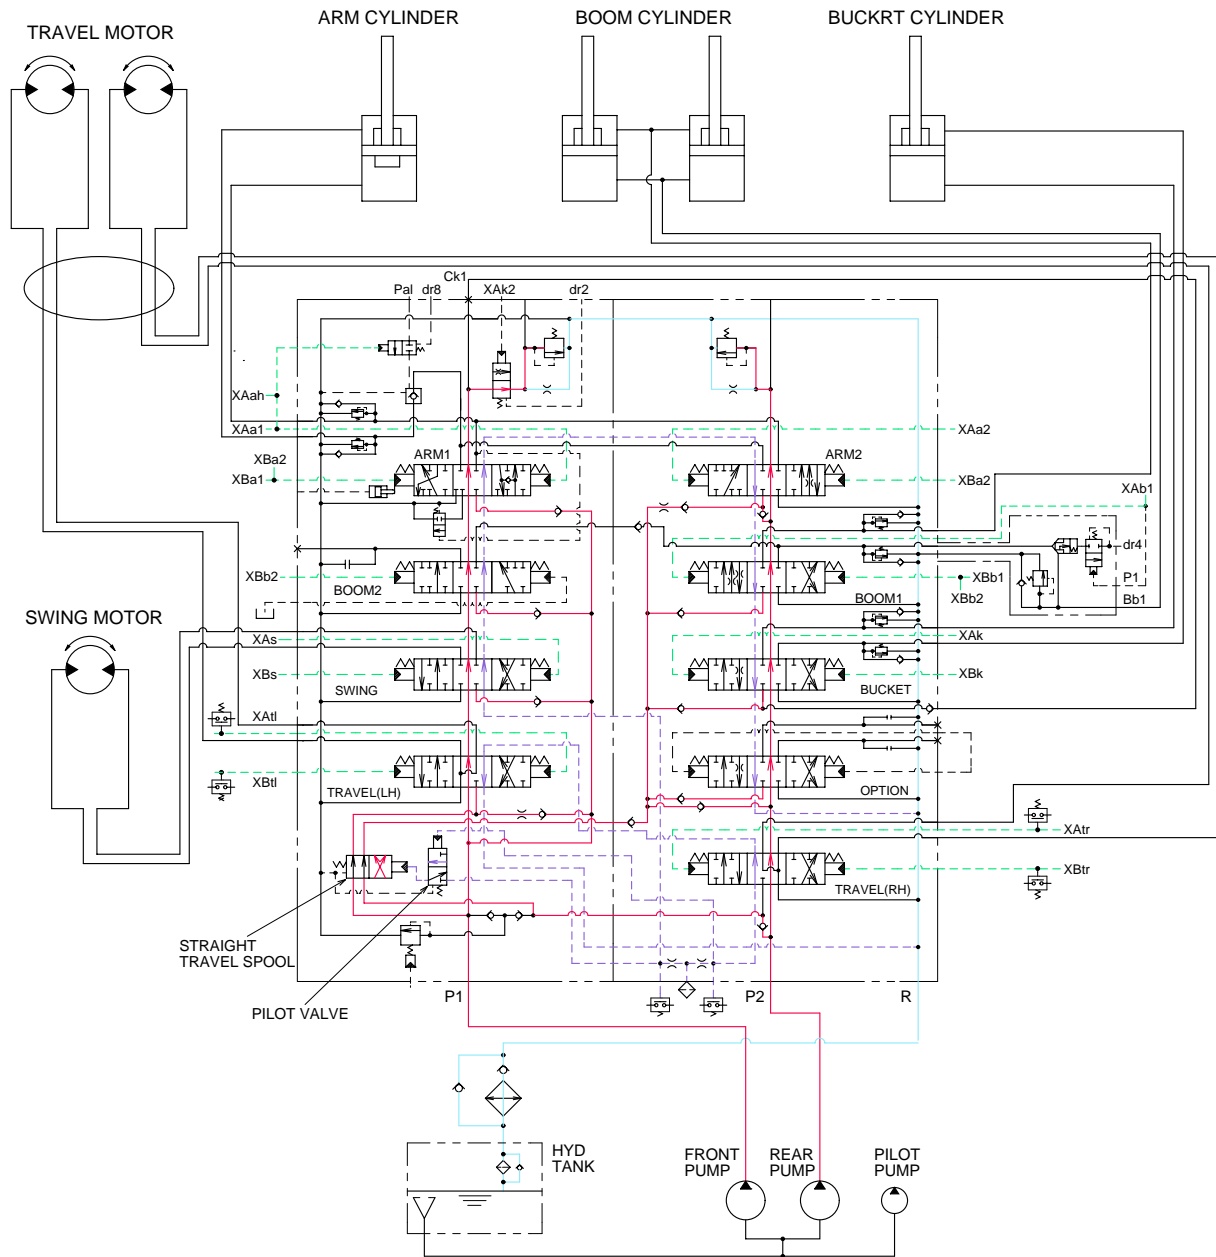 ARM CYLINDER
BOOM CYLINDER
BUCKRT CYLINDER
TRAVEL MOTOR
Ck1
Pal
dr8
XAk2
dr2
XAah
XAa1
XAa2
XBa2
ARM1
ARM2
XBa1
XBa2
XAb1
dr4
XBb2
BOOM2
BOOM1
XBb1
P1
XBb2
Bb1
SWING MOTOR
XAs
XAk
XBs
XBk
SWING
BUCKET
XAtl
XBtl
TRAVEL(LH)
OPTION
XAtr
XBtr
TRAVEL(RH)
STRAIGHT
TRAVEL SPOOL
PILOT VALVE
P1
P2
R
HYD
TANK
FRONT
PUMP
REAR
PUMP
PILOT
PUMP